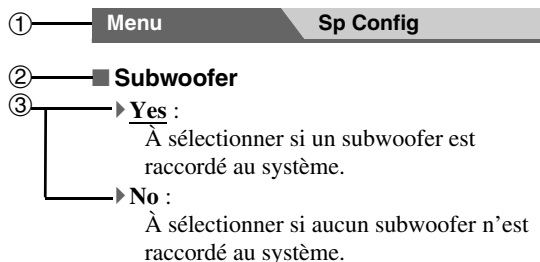 ① Menu Sp Config
② ■ Subwoofer
③ Yes :
À sélectionner si un subwoofer est
raccordé au système.
No :
À sélectionner si aucun subwoofer n’est
raccordé au système.